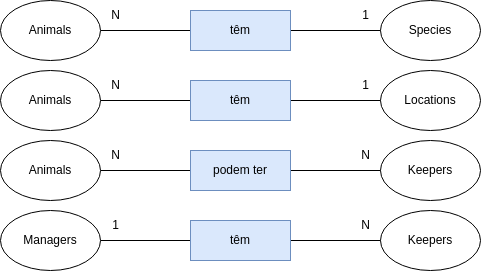 N 1
Animals têm Species
N 1
Animals têm Locations
N N
Animals podem ter Keepers
1 N
Managers têm Keepers